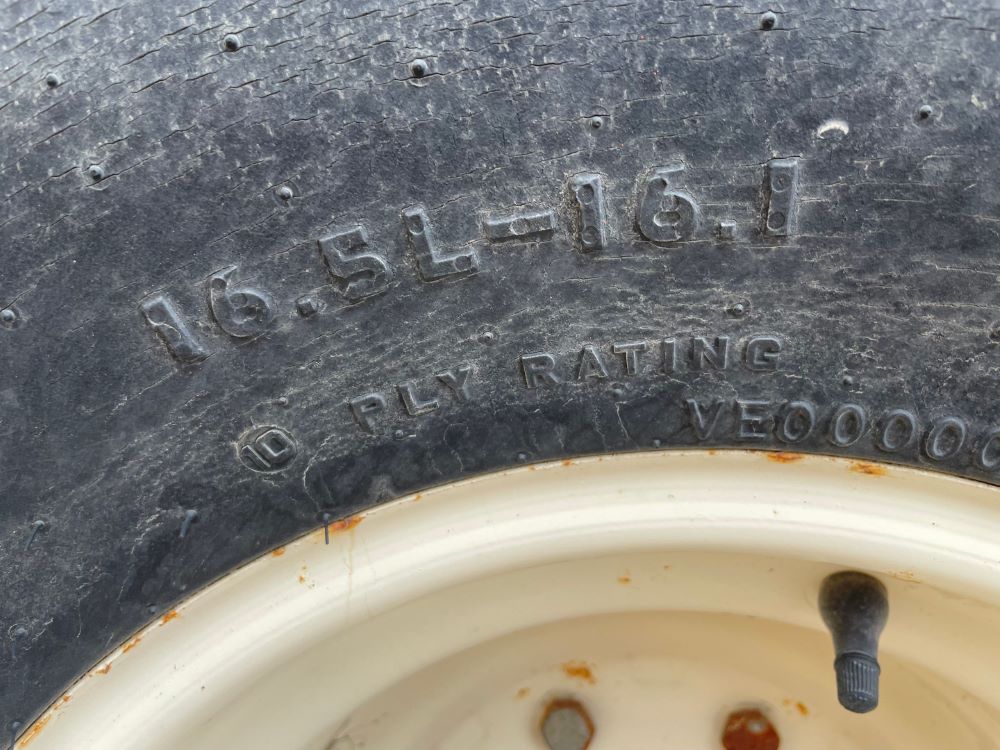 16.5L-16.1
10 PLY RATING
VE0000